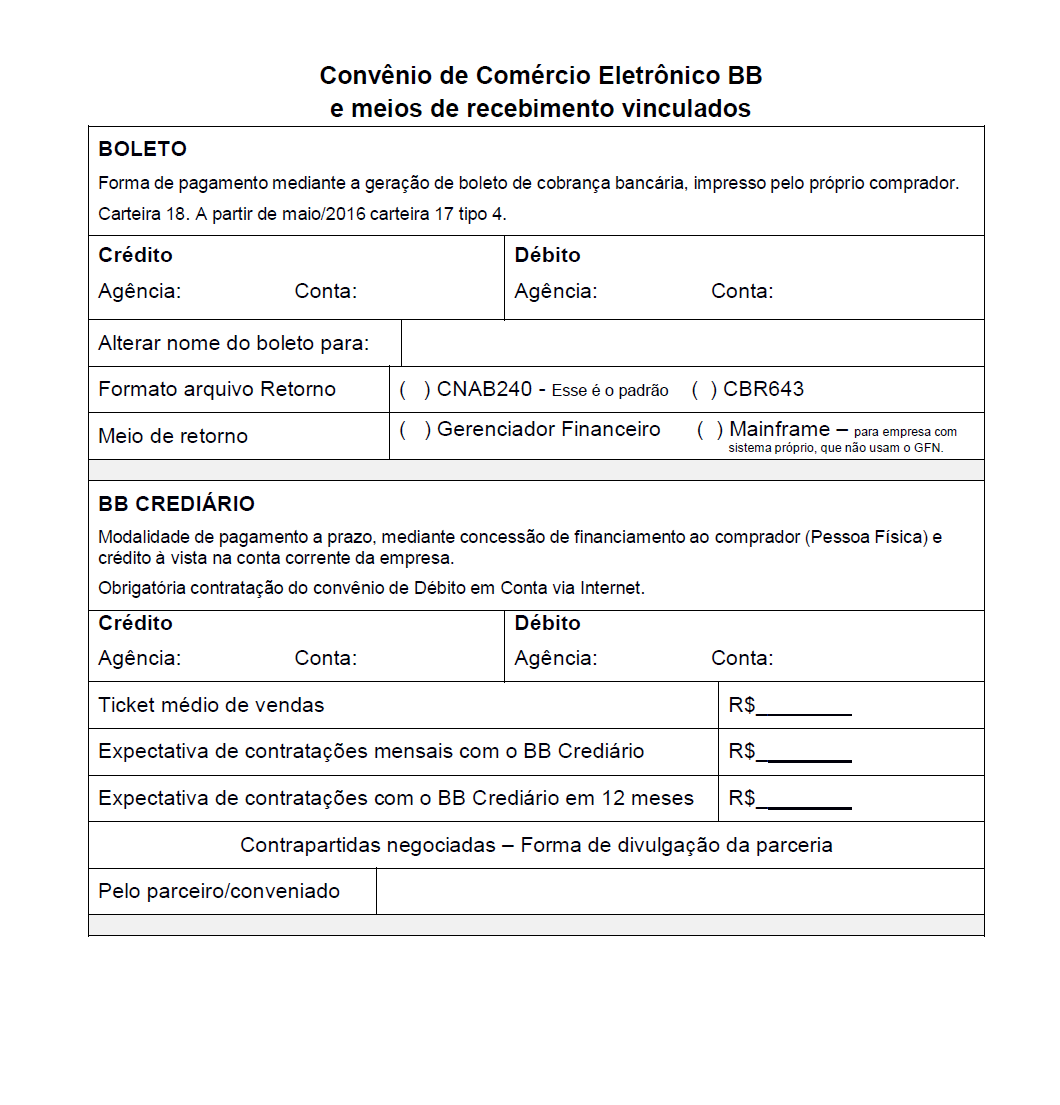 Convênio de Comércio Eletrônico BB
e meios de recebimento vinculados
BOLETO
Forma de pagamento mediante a geração de boleto de cobrança bancária, impresso pelo próprio comprador.
Carteira 18. A partir de maio/2016 carteira 17 tipo 4.
Crédito Débito
Agência: Conta: Agência: Conta:
Alterar nome do boleto para:
Formato arquivo Retorno ( ) CNAB240 - Esse é o padrão ( ) CBR643
Meio de retorno ( ) Gerenciador Financeiro ( ) Mainframe – para empresa com
sistema próprio, que não usam o GFN.
BB CREDIÁRIO
Modalidade de pagamento a prazo, mediante concessão de financiamento ao comprador (Pessoa Física) e
crédito à vista na conta corrente da empresa.
Obrigatória contratação do convênio de Débito em Conta via Internet.
Crédito Débito
Agência: Conta: Agência: Conta:
Ticket médio de vendas R$________
Expectativa de contratações mensais com o BB Crediário R$________
Expectativa de contratações com o BB Crediário em 12 meses R$________
Contrapartidas negociadas – Forma de divulgação da parceria
Pelo parceiro/conveniado